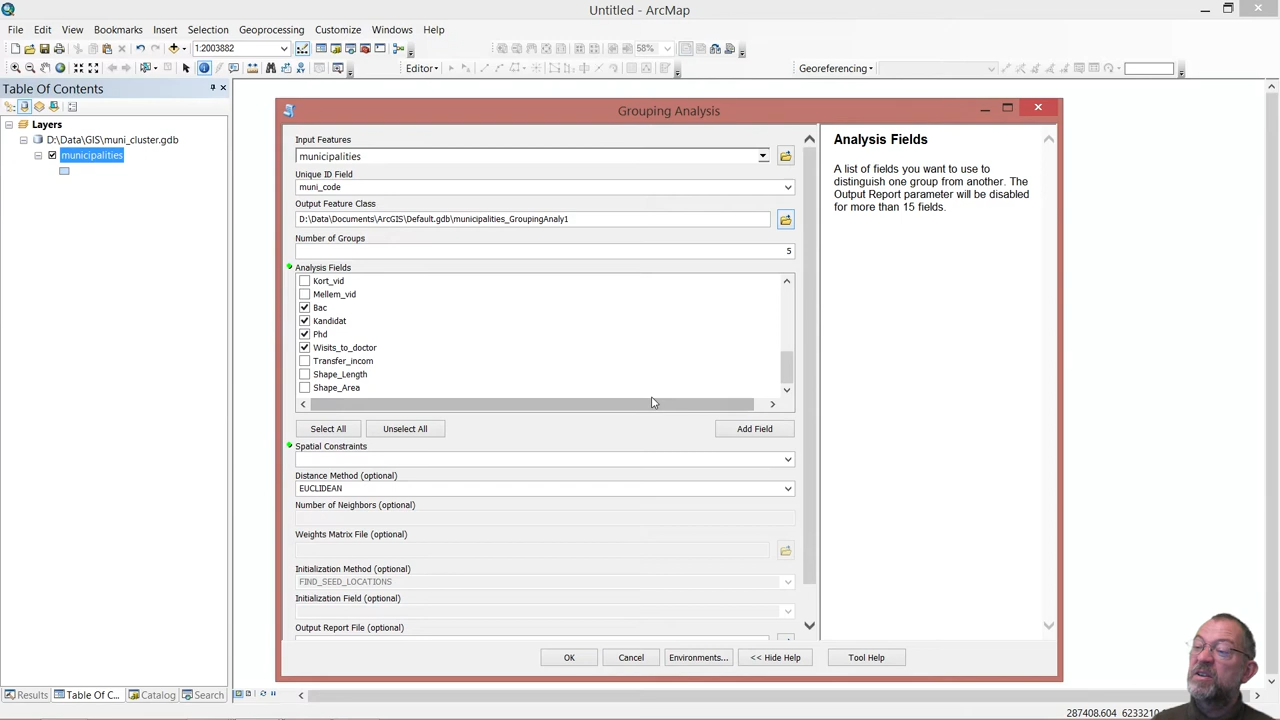 Untitled - ArcMap
File Edit View Bookmarks Insert Selection Geoprocessing Customize Windows Help
1:2003882
58%
Editor
Georeferencing
Table Of Contents
Layers
D:\Data\GIS\muni_cluster.gdb
municipalities
Grouping Analysis
Input Features
municipalities
Unique ID Field
muni_code
Output Feature Class
D:\Data\Documents\ArcGIS\Default.gdb\municipalities_GroupingAnaly1
Number of Groups
5
Analysis Fields
Kort_vid
Mellem_vid
Bac
Kandidat
Phd
Wisits_to_doctor
Transfer_incom
Shape_Length
Shape_Area
Select All Unselect All Add Field
Spatial Constraints
Distance Method (optional)
EUCLIDEAN
Number of Neighbors (optional)
Weights Matrix File (optional)
Initialization Method (optional)
FIND_SEED_LOCATIONS
Initialization Field (optional)
Output Report File (optional)
OK Cancel Environments... << Hide Help Tool Help
Analysis Fields
A list of fields you want to use to
distinguish one group from another. The
Output Report parameter will be disabled
for more than 15 fields.
Results Table Of C... Catalog Search
287408.604 6233210